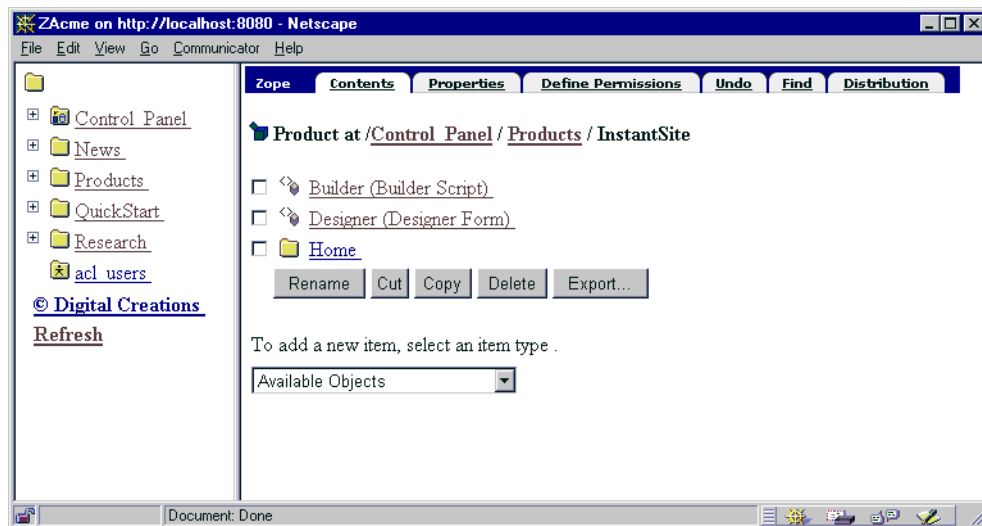 ZAcme on http://localhost:8080 - Netscape
File Edit View Go Communicator Help
Zope Contents Properties Define Permissions Undo Find Distribution
Control_Panel
News
Products
QuickStart
Research
acl_users
© Digital Creations
Refresh
Product at /Control_Panel / Products / InstantSite
Builder (Builder Script)
Designer (Designer Form)
Home
Rename Cut Copy Delete Export...
To add a new item, select an item type .
Available Objects
Document: Done